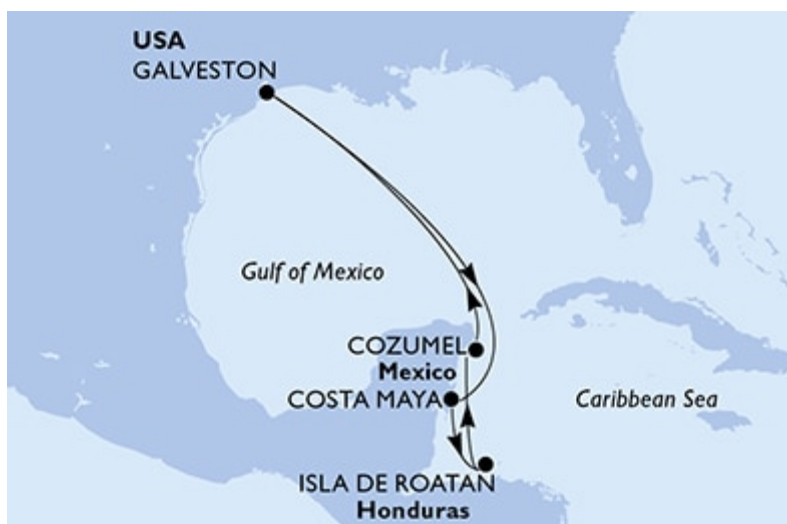 USA
GALVESTON
Gulf of Mexico
COZUMEL
Mexico
COSTA MAYA
Caribbean Sea
ISLA DE ROATAN
Honduras